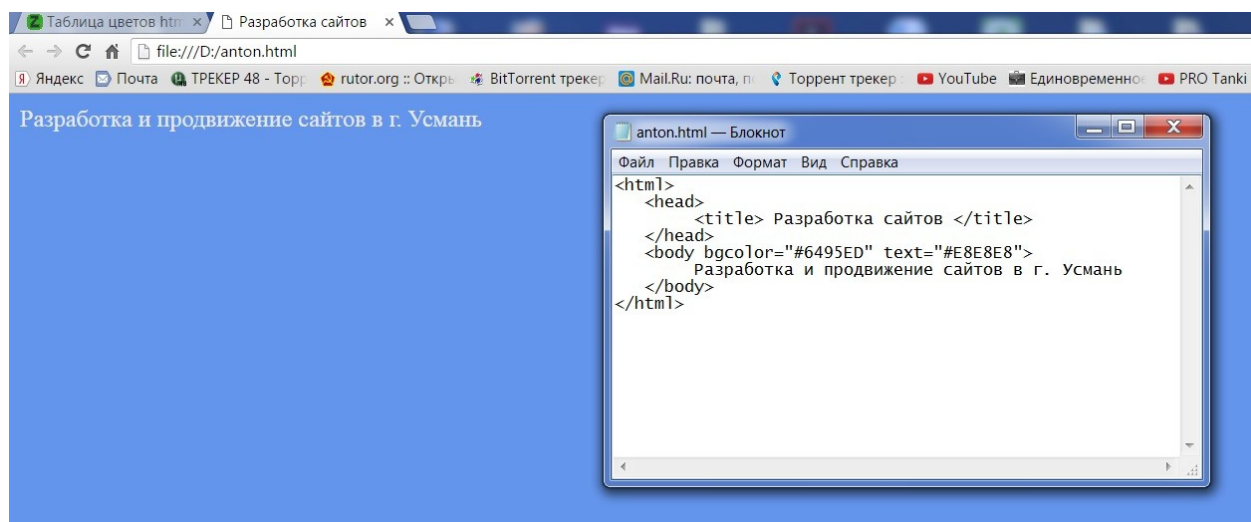 Таблица цветов htm Разработка сайтов
file:///D:/anton.html
Яндекс Почта ТРЕКЕР 48 - Торр rutor.org :: Откры BitTorrent трекер Mail.Ru: почта, Торрент трекер YouTube Единовременное PRO Tanki
Разработка и продвижение сайтов в г. Усмань
anton.html — Блокнот
Файл Правка Формат Вид Справка
<html>
<head>
<title> Разработка сайтов </title>
</head>
<body bgcolor="#6495ED" text="#E8E8E8">
Разработка и продвижение сайтов в г. Усмань
</body>
</html>